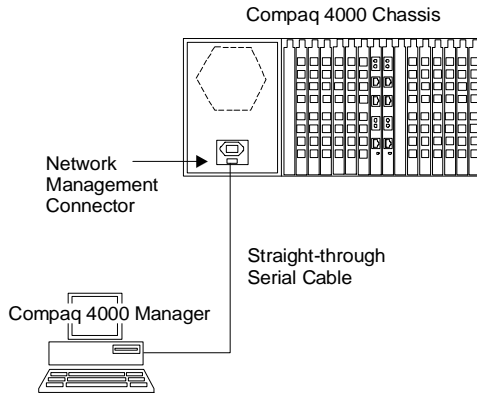 Compaq 4000 Chassis
Network
Management
Connector
Straight-through
Serial Cable
Compaq 4000 Manager